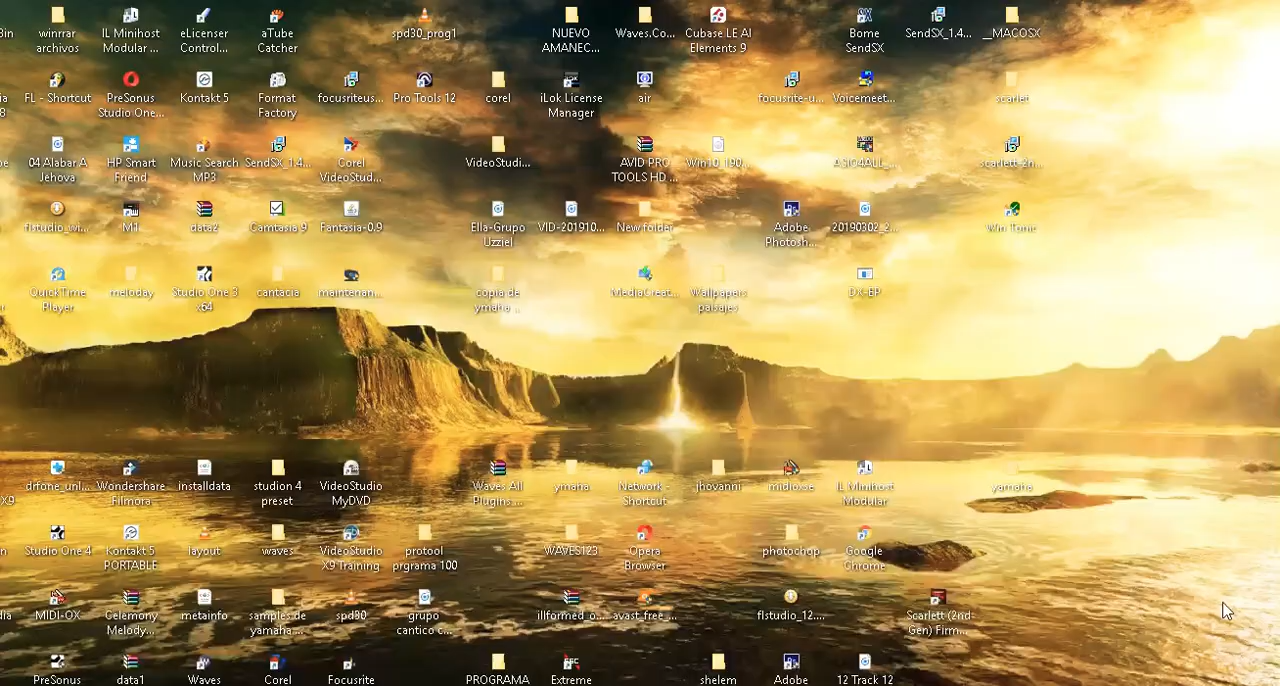 Bin
winrrar
archivos
IL Minihost
Modular ...
eLicenser
Control...
aTube
Catcher
spd30_prog1
NUEVO
AMANEC...
Waves.Co...
Cubase LE AI
Elements 9
Bome
SendSX
SendSX_1.4...
__MACOSX
8
FL - Shortcut
PreSonus
Studio One...
Kontakt 5
Format
Factory
focusriteus...
Pro Tools 12
corel
iLok License
Manager
air
focusrite-u...
Voicemeet...
scarlet
04 Alabar A
Jehova
HP Smart
Friend
Music Search
MP3
SendSX_1.4...
Corel
VideoStud...
VideoStudi...
AVID PRO
TOOLS HD ...
Win10_190...
ASIO4ALL_...
scarlett-2n...
flstudio_wi...
M1
data2
Camtasia 9
Fantasia-0.9
Ella-Grupo
Uzziel
VID-201910...
New folder
Adobe
Photosh...
20190302_2...
Win Tonic
QuickTime
Player
meloday
Studio One 3
x64
cantacia
maintenan...
copia de
ymaha ...
MediaCreat...
Wallpapers
paisajes
DX-EP
X9
drfone_unl...
Wondershare
Filmora
installdata
studion 4
preset
VideoStudio
MyDVD
Waves All
Plugins ...
ymaha
Network -
Shortcut
jhovanni
midioxse
IL Minihost
Modular
yamaha
Studio One 4
Kontakt 5
PORTABLE
layout
waves
VideoStudio
X9 Training
protool
prgrama 100
WAVES123
Opera
Browser
photochop
Google
Chrome
MIDI-OX
Celemony
Melody...
metainfo
samples de
yamaha...
spd30
grupo
cantico c...
illformed_o...
avast_free_...
flstudio_12....
Scarlett (2nd-
Gen) Firm...
PreSonus
data1
Waves
Corel
Focusrite
PROGRAMA
Extreme
shelem
Adobe
12 Track 12